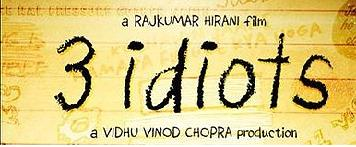 a RAJKUMAR HIRANI film
3 idiots
a VIDHU VINOD CHOPRA production